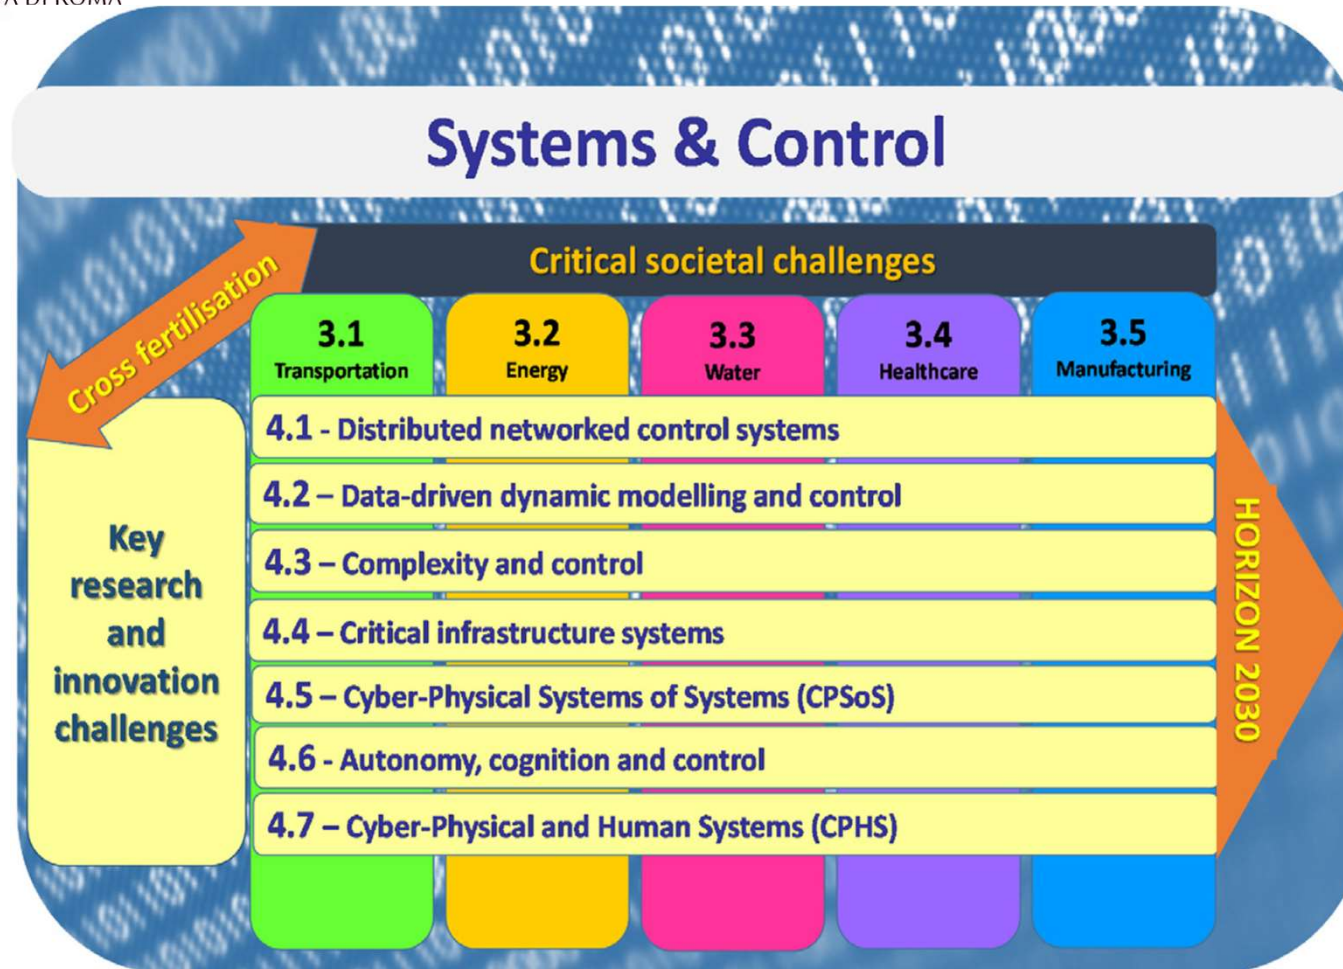 A DI ROMA
Systems & Control
Critical societal challenges
Cross fertilisation
3.1
Transportation
3.2
Energy
3.3
Water
3.4
Healthcare
3.5
Manufacturing
Key
research
and
innovation
challenges
4.1 - Distributed networked control systems
4.2 – Data-driven dynamic modelling and control
4.3 – Complexity and control
4.4 – Critical infrastructure systems
4.5 – Cyber-Physical Systems of Systems (CPSoS)
4.6 - Autonomy, cognition and control
4.7 – Cyber-Physical and Human Systems (CPHS)
HORIZON 2030